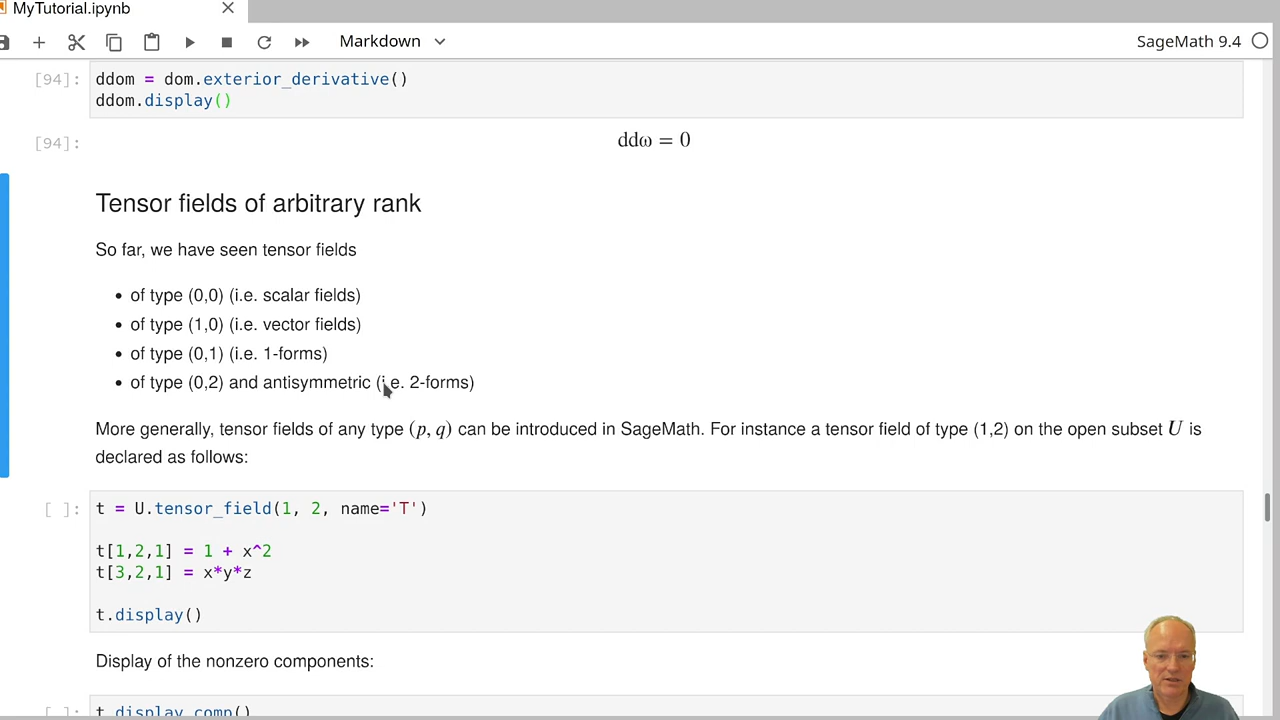 MyTutorial.ipynb
Markdown
SageMath 9.4
[94]: ddom = dom.exterior_derivative()
ddom.display()
[94]: ddω = 0
Tensor fields of arbitrary rank
So far, we have seen tensor fields
• of type (0,0) (i.e. scalar fields)
• of type (1,0) (i.e. vector fields)
• of type (0,1) (i.e. 1-forms)
• of type (0,2) and antisymmetric (i.e. 2-forms)
More generally, tensor fields of any type (p, q) can be introduced in SageMath. For instance a tensor field of type (1,2) on the open subset U is
declared as follows:
[ ]: t = U.tensor_field(1, 2, name='T')
t[1,2,1] = 1 + x^2
t[3,2,1] = x*y*z
t.display()
Display of the nonzero components:
[ ]: t.display_comp()